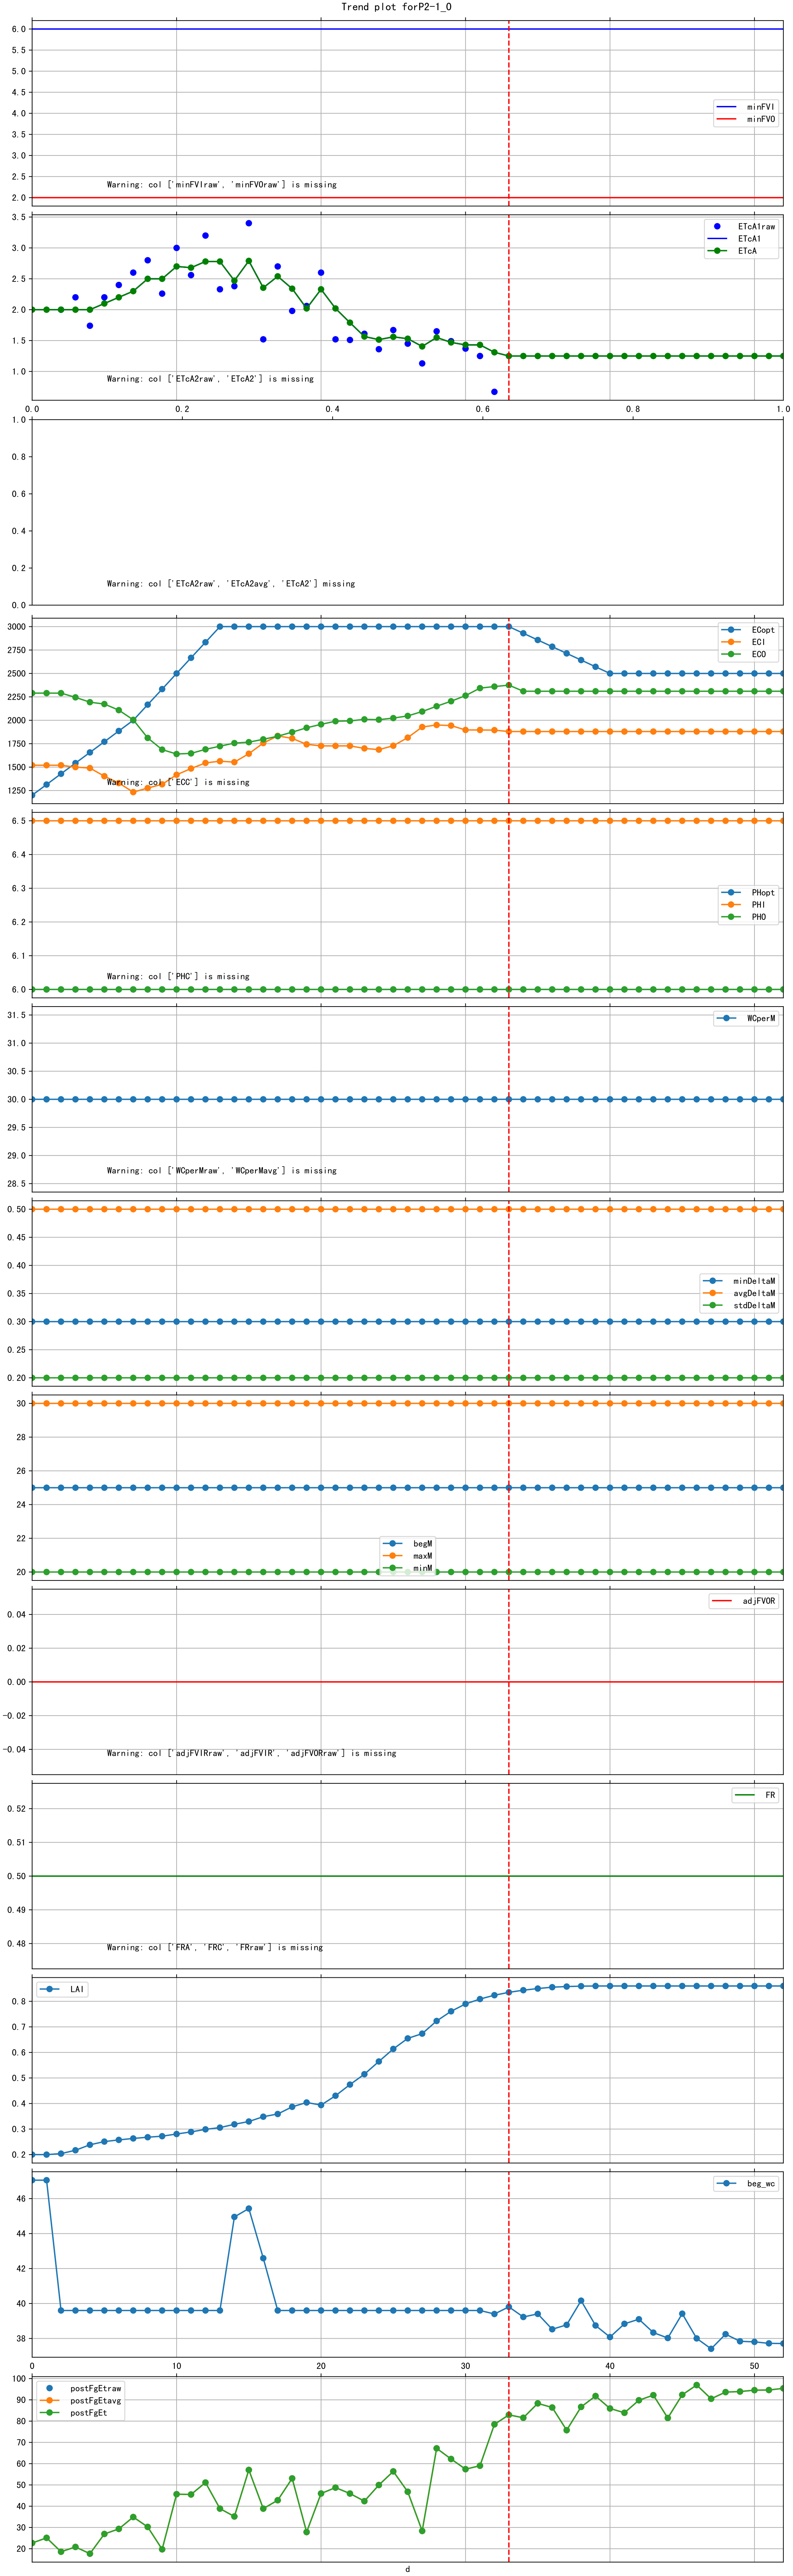 Trend plot forP2-1_0
6.0
5.5
5.0
4.5
4.0
3.5
3.0
2.5
2.0
minFVI
minFVO
Warning: col ['minFVIraw', 'minFVOraw'] is missing
3.5
3.0
2.5
2.0
1.5
1.0
ETcA1raw
ETcA1
ETcA
Warning: col ['ETcA2raw', 'ETcA2'] is missing
0.0 0.2 0.4 0.6 0.8 1.0
1.0
0.8
0.6
0.4
0.2
0.0
Warning: col ['ETcA2raw', 'ETcA2avg', 'ETcA2'] missing
3000
2750
2500
2250
2000
1750
1500
1250
ECopt
ECI
ECO
Warning: col ['ECC'] is missing
6.5
6.4
6.3
6.2
6.1
6.0
PHopt
PHI
PHO
Warning: col ['PHC'] is missing
31.5
31.0
30.5
30.0
29.5
29.0
28.5
WCperM
Warning: col ['WCperMraw', 'WCperMavg'] is missing
0.50
0.45
0.40
0.35
0.30
0.25
0.20
minDeltaM
avgDeltaM
stdDeltaM
30
28
26
24
22
20
begM
maxM
minM
0.04
0.02
0.00
-0.02
-0.04
adjFVOR
Warning: col ['adjFVIRraw', 'adjFVIR', 'adjFVORraw'] is missing
0.52
0.51
0.50
0.49
0.48
FR
Warning: col ['FRA', 'FRC', 'FRraw'] is missing
0.8
0.7
0.6
0.5
0.4
0.3
0.2
LAI
46
44
42
40
38
beg_wc
0 10 20 30 40 50
100
90
80
70
60
50
40
30
20
postFgEtraw
postFgEtavg
postFgEt
d